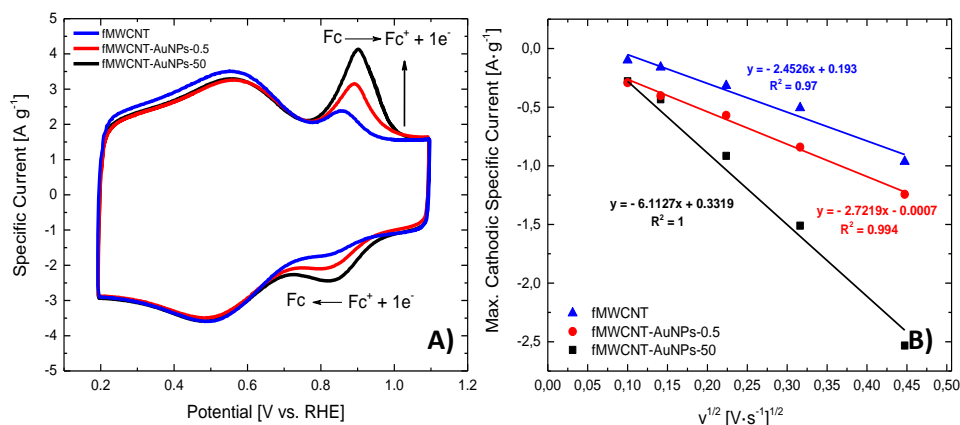 fMWCNT
fMWCNT-AuNPs-0.5
fMWCNT-AuNPs-50
Fc → Fc⁺ + 1e⁻
Fc ← Fc⁺ + 1e⁻
A)
Specific Current [A g⁻¹]
5
4
3
2
1
0
-1
-2
-3
-4
-5
0.2 0.4 0.6 0.8 1.0 1.2
Potential [V vs. RHE]
Max. Cathodic Specific Current [A·g⁻¹]
0,0
-0,5
-1,0
-1,5
-2,0
-2,5
y = - 2.4526x + 0.193
R² = 0.97
y = - 6.1127x + 0.3319
R² = 1
y = - 2.7219x - 0.0007
R² = 0.994
fMWCNT
fMWCNT-AuNPs-0.5
fMWCNT-AuNPs-50
B)
0,00 0,05 0,10 0,15 0,20 0,25 0,30 0,35 0,40 0,45 0,50
v¹ᐟ² [V·s⁻¹]¹ᐟ²